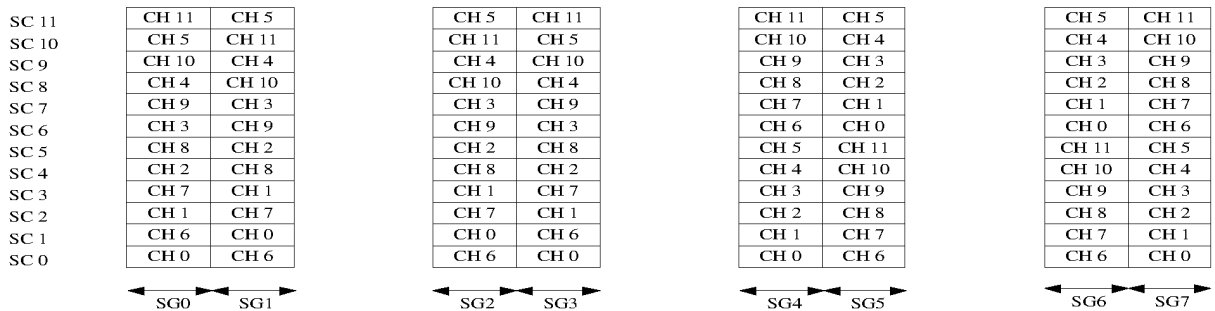 SC 11 CH 11 CH 5 CH 5 CH 11 CH 11 CH 5 CH 5 CH 11
SC 10 CH 5 CH 11 CH 11 CH 5 CH 10 CH 4 CH 4 CH 10
SC 9 CH 10 CH 4 CH 4 CH 10 CH 9 CH 3 CH 3 CH 9
SC 8 CH 4 CH 10 CH 10 CH 4 CH 8 CH 2 CH 2 CH 8
SC 7 CH 9 CH 3 CH 3 CH 9 CH 7 CH 1 CH 1 CH 7
SC 6 CH 3 CH 9 CH 9 CH 3 CH 6 CH 0 CH 0 CH 6
SC 5 CH 8 CH 2 CH 2 CH 8 CH 5 CH 11 CH 11 CH 5
SC 4 CH 2 CH 8 CH 8 CH 2 CH 4 CH 10 CH 10 CH 4
SC 3 CH 7 CH 1 CH 1 CH 7 CH 3 CH 9 CH 9 CH 3
SC 2 CH 1 CH 7 CH 7 CH 1 CH 2 CH 8 CH 8 CH 2
SC 1 CH 6 CH 0 CH 0 CH 6 CH 1 CH 7 CH 7 CH 1
SC 0 CH 0 CH 6 CH 6 CH 0 CH 0 CH 6 CH 6 CH 0
SG0 SG1 SG2 SG3 SG4 SG5 SG6 SG7